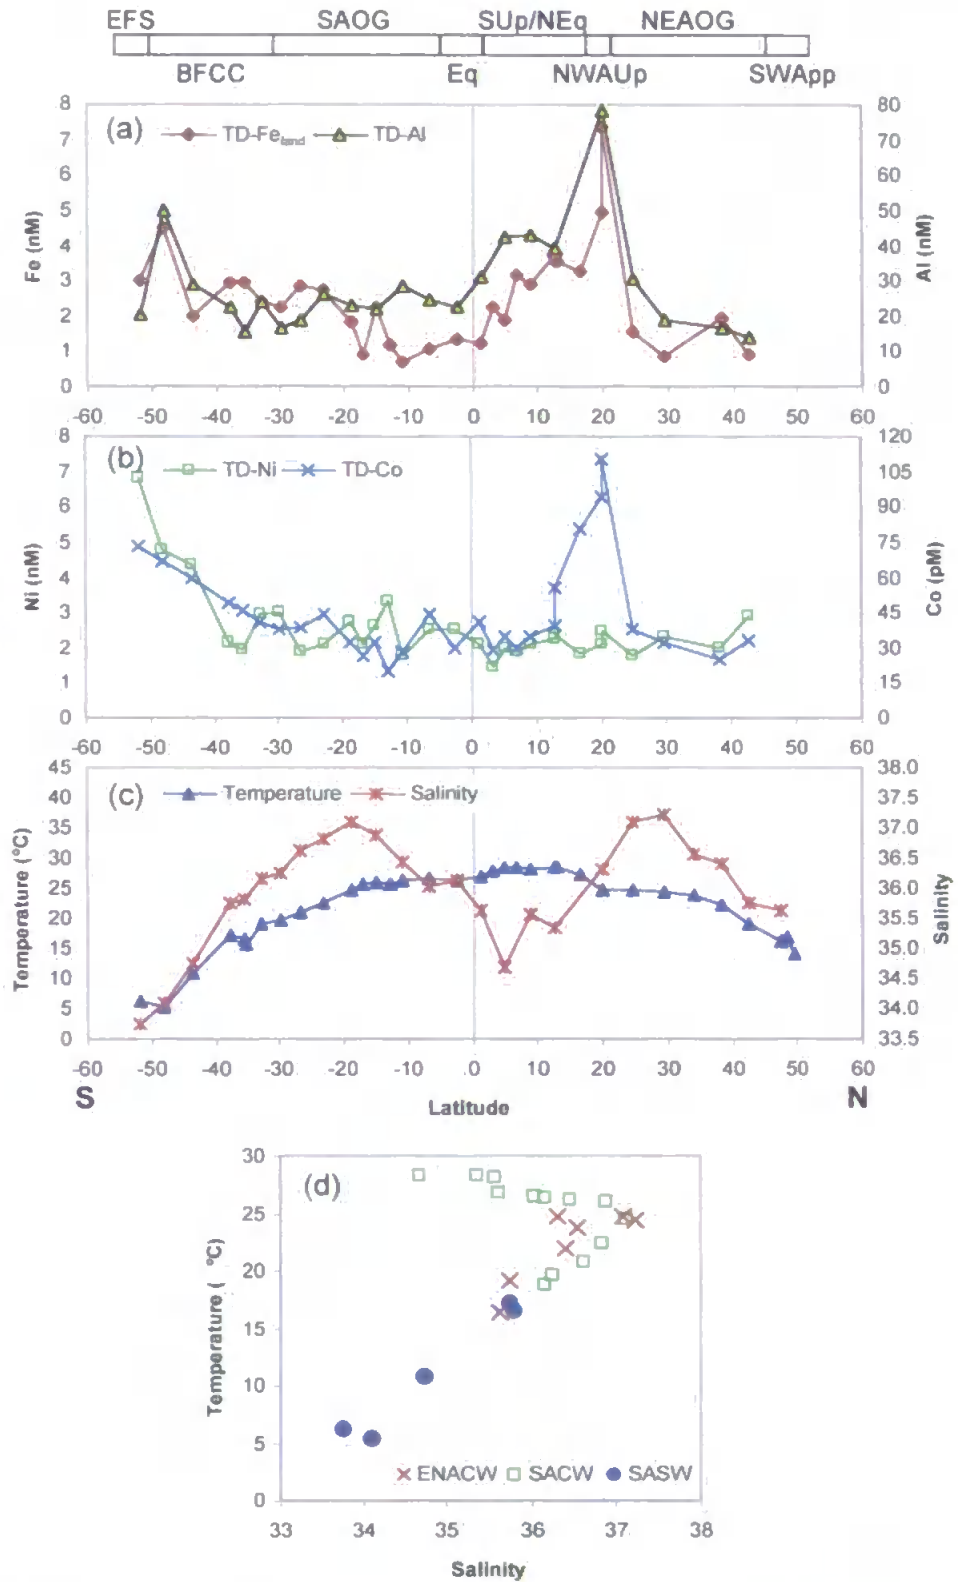 EFS SAOG SUp/NEq NEAOG
BFCC Eq NWAUp SWApp
(a) TD-Fe_land TD-Al
8 7 6 5 4 3 2 1 0
Fe (nM)
80 70 60 50 40 30 20 10 0
Al (nM)
-60 -50 -40 -30 -20 -10 0 10 20 30 40 50 60
(b) TD-Ni TD-Co
8 7 6 5 4 3 2 1 0
Ni (nM)
120 105 90 75 60 45 30 15 0
Co (pM)
-60 -50 -40 -30 -20 -10 0 10 20 30 40 50 60
(c) Temperature Salinity
45 40 35 30 25 20 15 10 5 0
Temperature (°C)
38.0 37.5 37.0 36.5 36.0 35.5 35.0 34.5 34.0 33.5
Salinity
-60 -50 -40 -30 -20 -10 0 10 20 30 40 50 60
S Latitude N
(d)
30 25 20 15 10 5 0
Temperature ( °C)
ENACW SACW SASW
33 34 35 36 37 38
Salinity